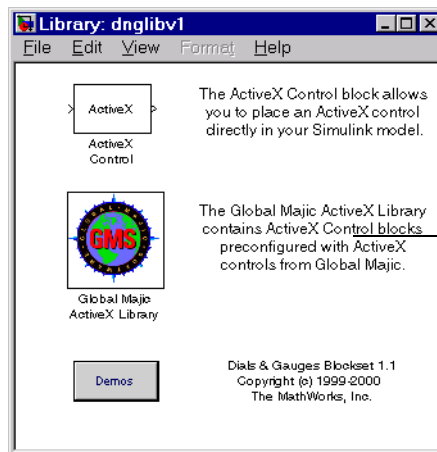 Library: dnglibv1
File Edit View Format Help
ActiveX
ActiveX
Control
The ActiveX Control block allows
you to place an ActiveX control
directly in your Simulink model.
GLOBAL MAJIC
GMS
Global Majic
ActiveX Library
The Global Majic ActiveX Library
contains ActiveX Control blocks
preconfigured with ActiveX
controls from Global Majic.
Demos
Dials & Gauges Blockset 1.1
Copyright (c) 1999-2000
The MathWorks, Inc.